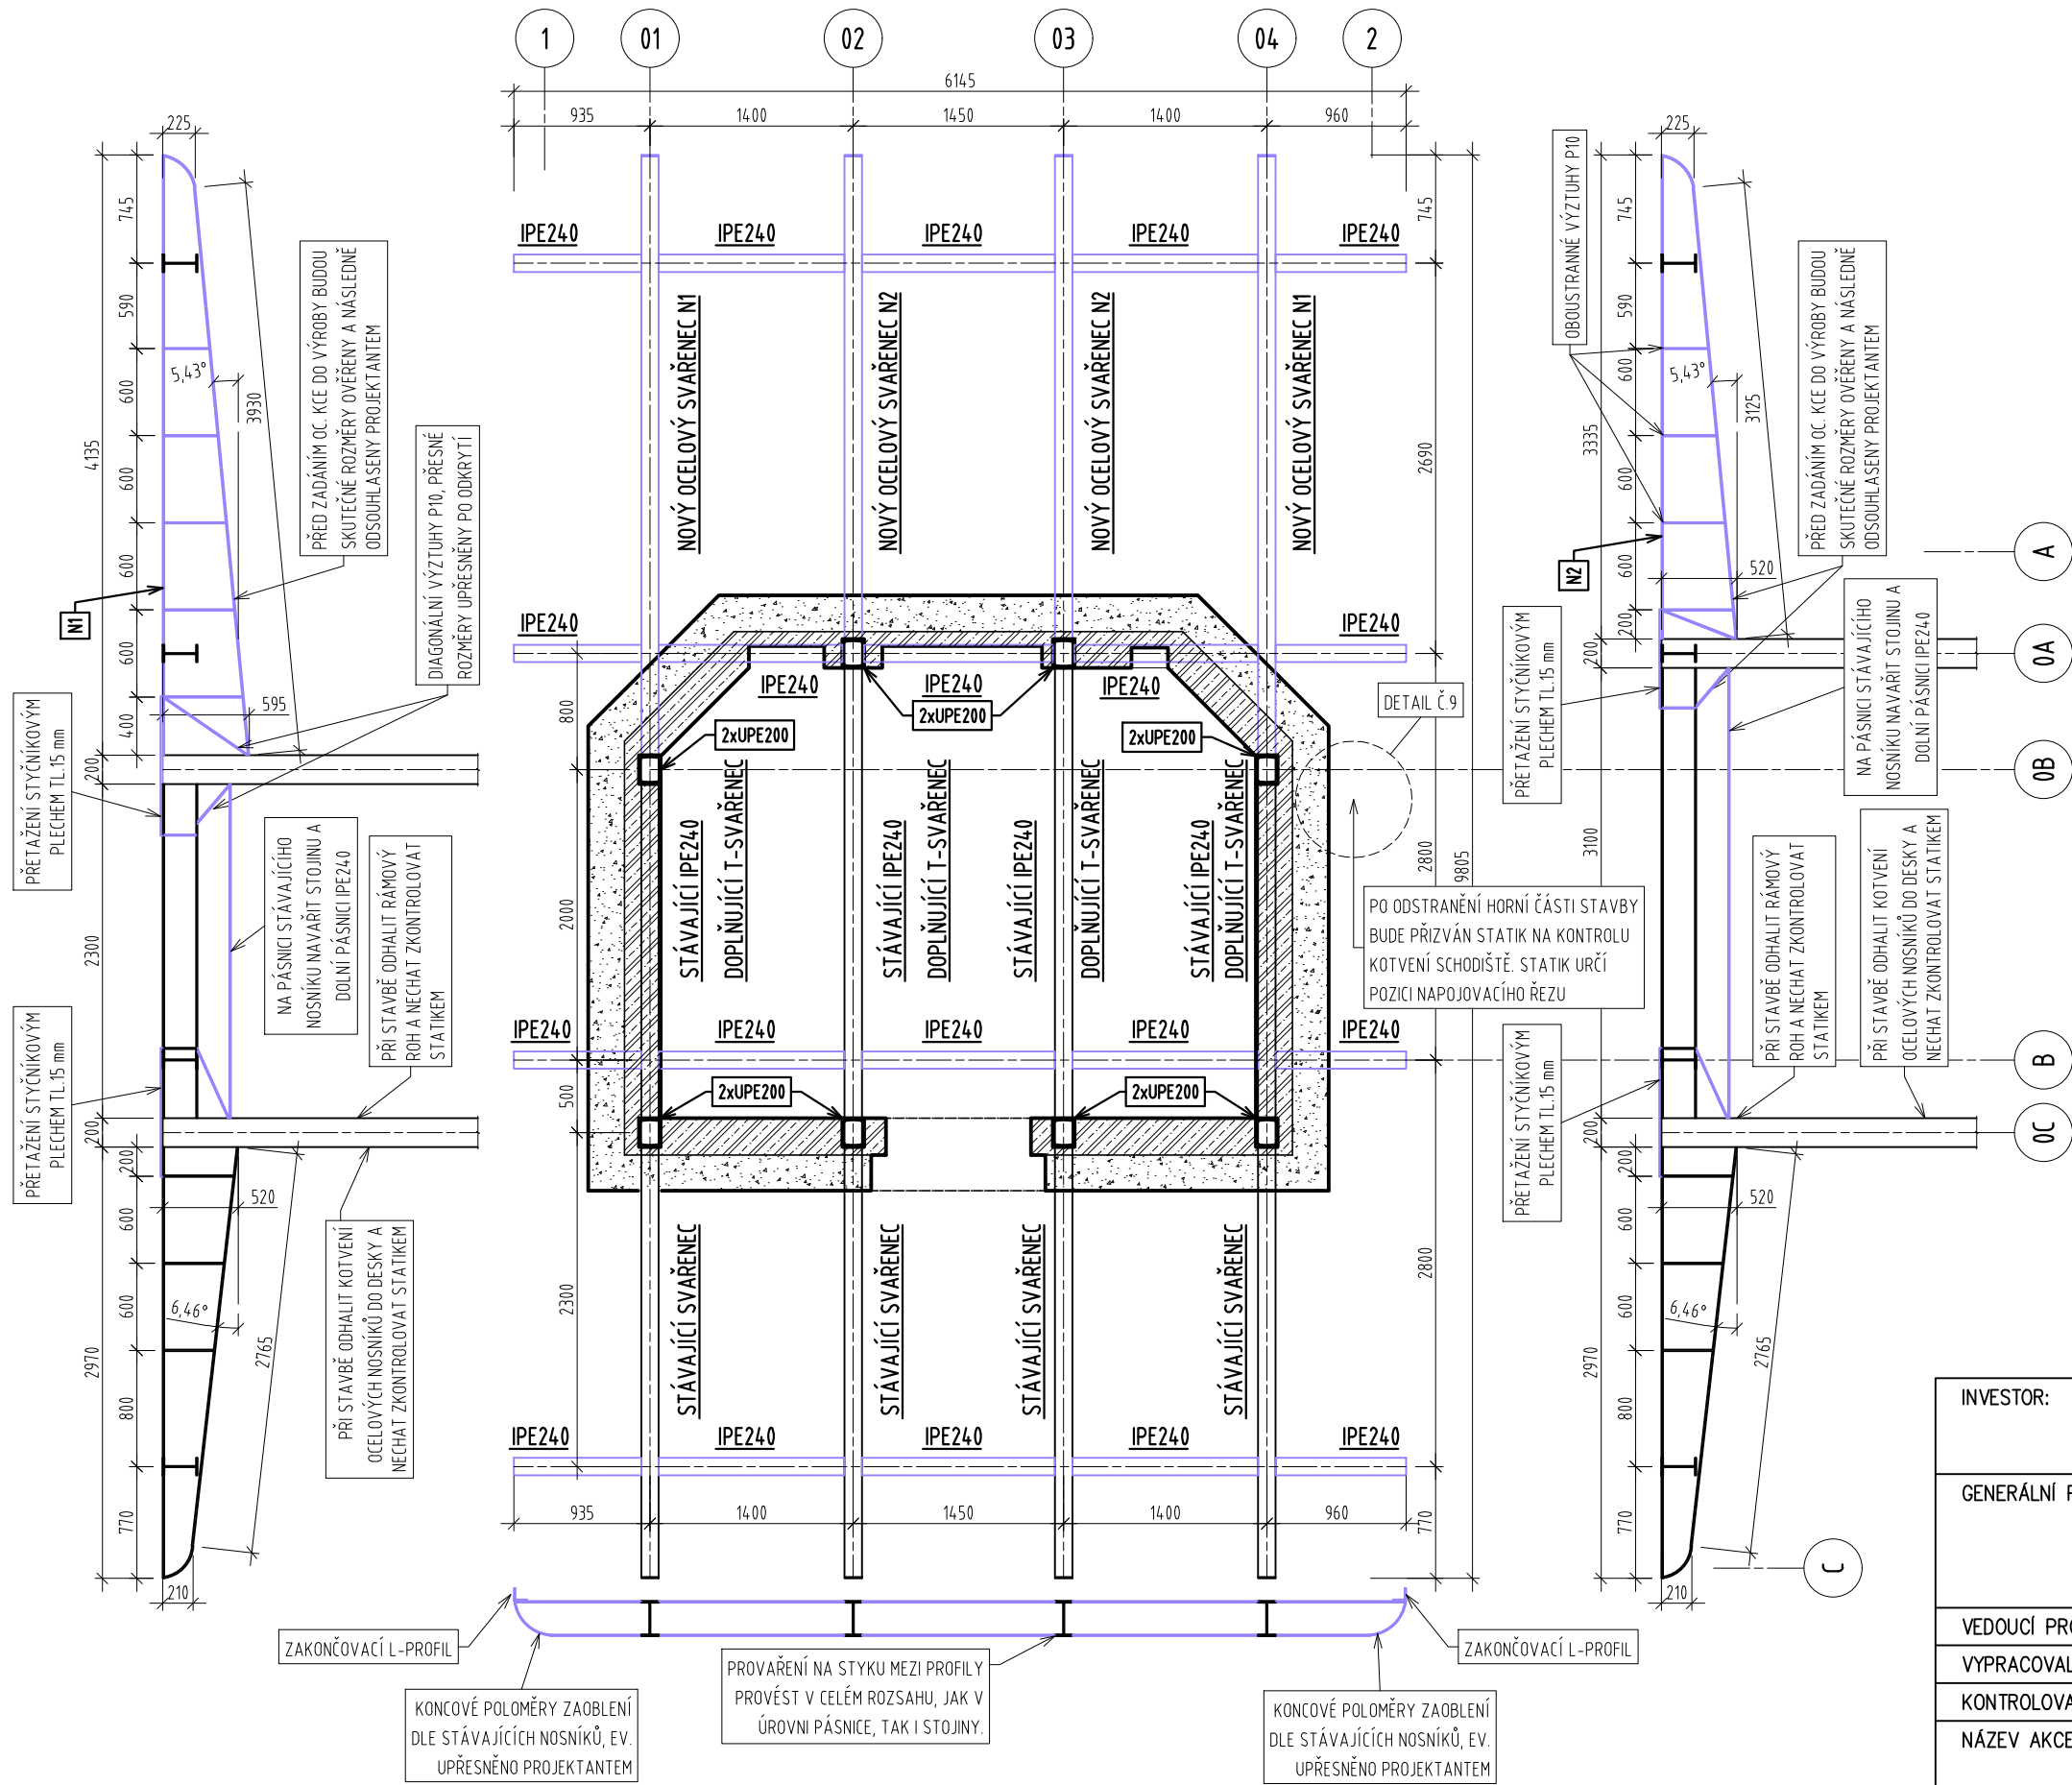 1
01
02
03
04
2
6145
935
1400
1450
1400
960
225
745
590
600
600
600
600
400
4135
200
2300
200
2970
200
600
600
800
770
210
5,43°
3930
595
520
6,46°
2765
N1
PŘED ZADÁNÍM OC. KCE DO VÝROBY BUDOU
SKUTEČNÉ ROZMĚRY OVĚŘENY A NÁSLEDNĚ
ODSOUHLASENY PROJEKTANTEM
DIAGONÁLNÍ VÝZTUHY P10, PŘESNÉ
ROZMĚRY UPŘESNĚNY PO ODKRYTÍ
PŘETAŽENÍ STYČNÍKOVÝM
PLECHEM TL.15 mm
NA PÁSNICI STÁVAJÍCÍHO
NOSNÍKU NAVAŘIT STOJINU A
DOLNÍ PÁSNICI IPE240
PŘI STAVBĚ ODHALIT RÁMOVÝ
ROH A NECHAT ZKONTROLOVAT
STATIKEM
PŘETAŽENÍ STYČNÍKOVÝM
PLECHEM TL.15 mm
PŘI STAVBĚ ODHALIT KOTVENÍ
OCELOVÝCH NOSNÍKŮ DO DESKY A
NECHAT ZKONTROLOVAT STATIKEM
IPE240
IPE240
IPE240
IPE240
IPE240
NOVÝ OCELOVÝ SVAŘENEC N1
NOVÝ OCELOVÝ SVAŘENEC N2
NOVÝ OCELOVÝ SVAŘENEC N2
NOVÝ OCELOVÝ SVAŘENEC N1
IPE240
IPE240
IPE240
IPE240
IPE240
2xUPE200
2xUPE200
2xUPE200
DETAIL Č.9
STÁVAJÍCÍ IPE240
DOPLŇUJÍCÍ T-SVAŘENEC
STÁVAJÍCÍ IPE240
DOPLŇUJÍCÍ T-SVAŘENEC
STÁVAJÍCÍ IPE240
DOPLŇUJÍCÍ T-SVAŘENEC
STÁVAJÍCÍ IPE240
DOPLŇUJÍCÍ T-SVAŘENEC
PO ODSTRANĚNÍ HORNÍ ČÁSTI STAVBY
BUDE PŘIZVÁN STATIK NA KONTROLU
KOTVENÍ SCHODIŠTĚ. STATIK URČÍ
POZICI NAPOJOVACÍHO ŘEZU
IPE240
IPE240
IPE240
IPE240
IPE240
2xUPE200
2xUPE200
STÁVAJÍCÍ SVAŘENEC
STÁVAJÍCÍ SVAŘENEC
STÁVAJÍCÍ SVAŘENEC
STÁVAJÍCÍ SVAŘENEC
IPE240
IPE240
IPE240
IPE240
IPE240
800
2000
500
2300
745
2690
2800
2800
770
9805
935
1400
1450
1400
960
ZAKONČOVACÍ L-PROFIL
ZAKONČOVACÍ L-PROFIL
KONCOVÉ POLOMĚRY ZAOBLENÍ
DLE STÁVAJÍCÍCH NOSNÍKŮ, EV.
UPŘESNĚNO PROJEKTANTEM
PROVAŘENÍ NA STYKU MEZI PROFILY
PROVÉST V CELÉM ROZSAHU, JAK V
ÚROVNI PÁSNICE, TAK I STOJINY.
KONCOVÉ POLOMĚRY ZAOBLENÍ
DLE STÁVAJÍCÍCH NOSNÍKŮ, EV.
UPŘESNĚNO PROJEKTANTEM
225
745
590
600
600
600
200
3335
200
3100
200
2970
200
600
600
800
770
210
5,43°
3125
520
520
6,46°
2765
N2
OBOUSTRANNÉ VÝZTUHY P10
PŘED ZADÁNÍM OC. KCE DO VÝROBY BUDOU
SKUTEČNÉ ROZMĚRY OVĚŘENY A NÁSLEDNĚ
ODSOUHLASENY PROJEKTANTEM
PŘETAŽENÍ STYČNÍKOVÝM
PLECHEM TL.15 mm
NA PÁSNICI STÁVAJÍCÍHO
NOSNÍKU NAVAŘIT STOJINU A
DOLNÍ PÁSNICI IPE240
PŘI STAVBĚ ODHALIT RÁMOVÝ
ROH A NECHAT ZKONTROLOVAT
STATIKEM
PŘI STAVBĚ ODHALIT KOTVENÍ
OCELOVÝCH NOSNÍKŮ DO DESKY A
NECHAT ZKONTROLOVAT STATIKEM
PŘETAŽENÍ STYČNÍKOVÝM
PLECHEM TL.15 mm
A
0A
0B
B
0C
C
INVESTOR:
GENERÁLNÍ P
VEDOUCÍ PRO
VYPRACOVAL
KONTROLOVA
NÁZEV AKCE